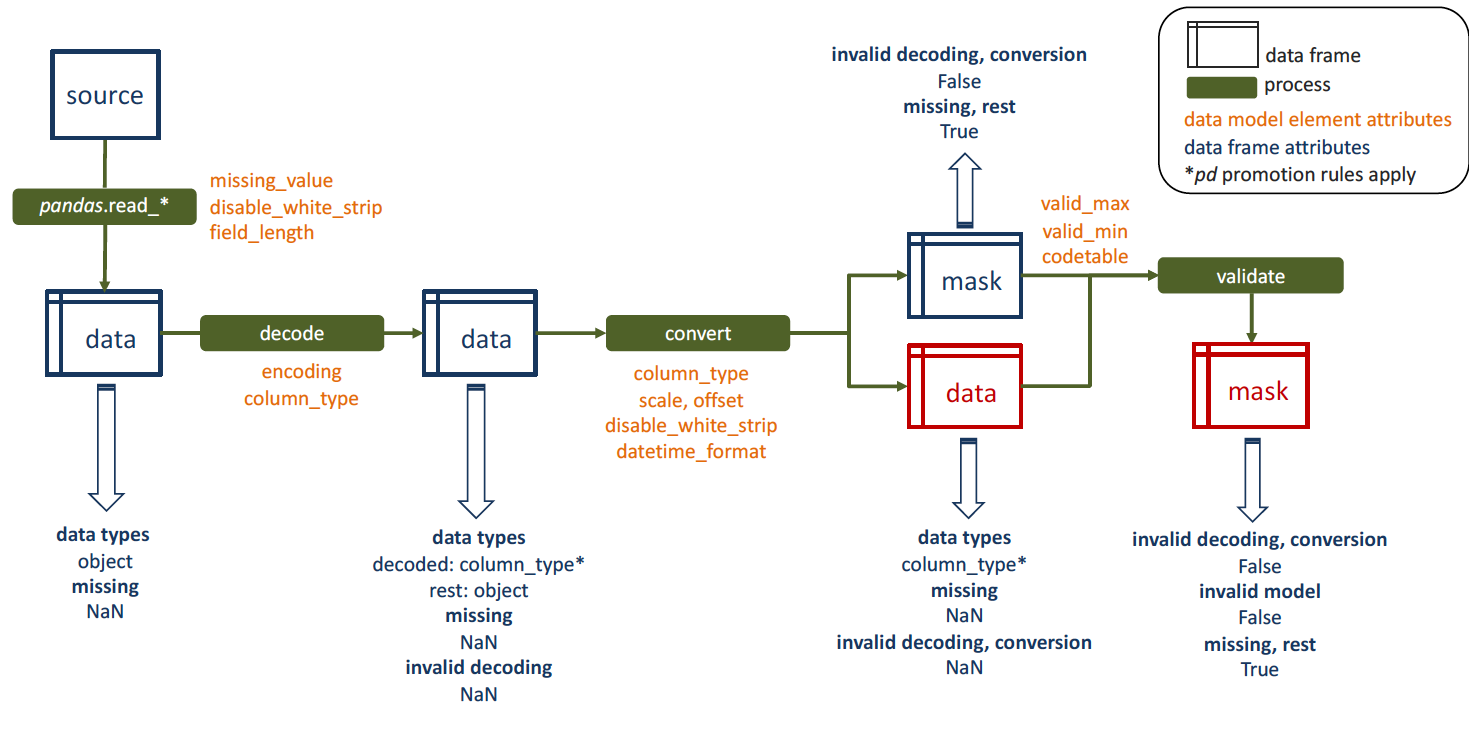 source
pandas.read_*
missing_value
disable_white_strip
field_length
data
decode
encoding
column_type
data
convert
column_type
scale, offset
disable_white_strip
datetime_format
invalid decoding, conversion
False
missing, rest
True
mask
data
valid_max
valid_min
codetable
validate
mask
data types
object
missing
NaN
data types
decoded: column_type*
rest: object
missing
NaN
invalid decoding
NaN
data types
column_type*
missing
NaN
invalid decoding, conversion
NaN
invalid decoding, conversion
False
invalid model
False
missing, rest
True
data frame
process
data model element attributes
data frame attributes
*pd promotion rules apply